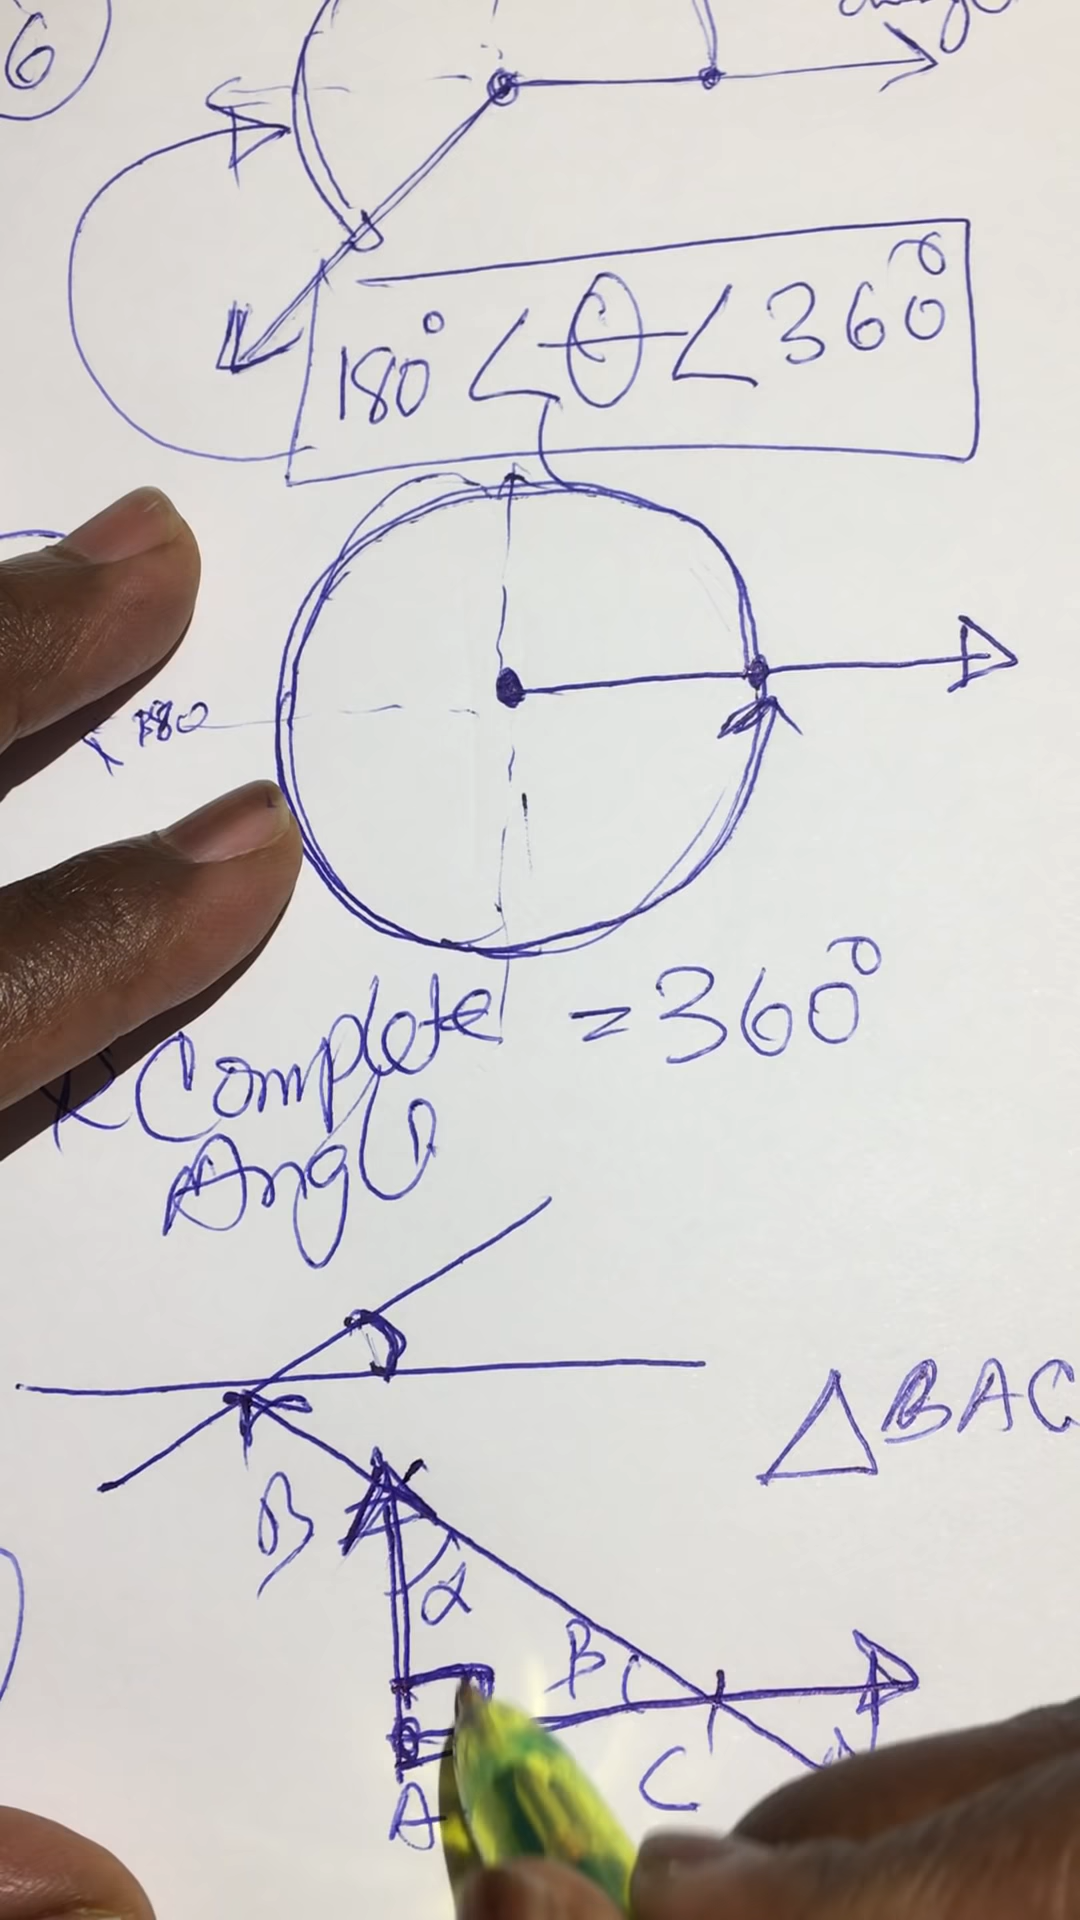 6
180° < θ < 360°
180
Complete = 360°
Angle
△BAC
B
α
B
C
A